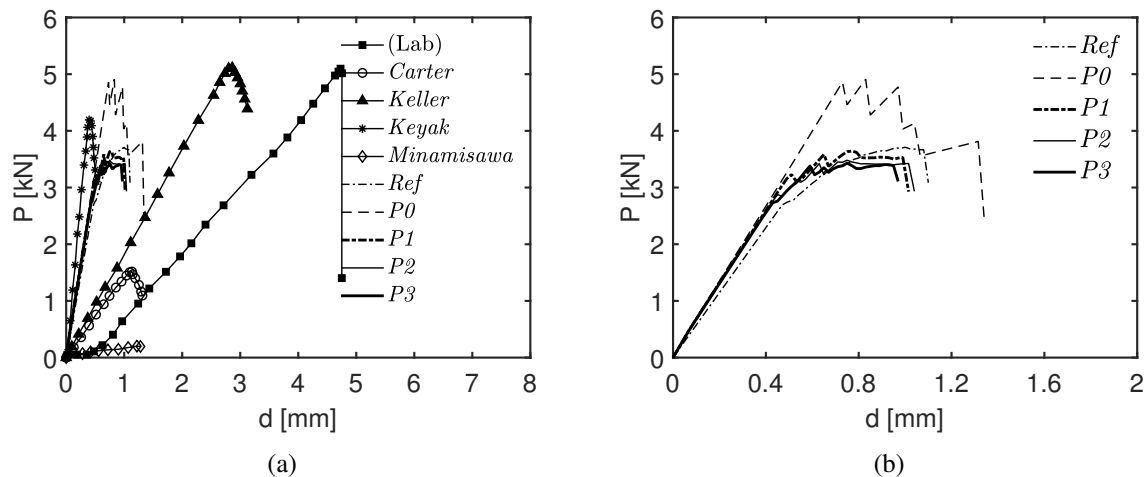 6
5
4
3
2
1
0
P [kN]
0 1 2 3 4 5 6 7 8
d [mm]
(Lab)
Carter
Keller
Keyak
Minamisawa
Ref
P0
P1
P2
P3
(a)
6
5
4
3
2
1
0
P [kN]
0 0.4 0.8 1.2 1.6 2
d [mm]
Ref
P0
P1
P2
P3
(b)